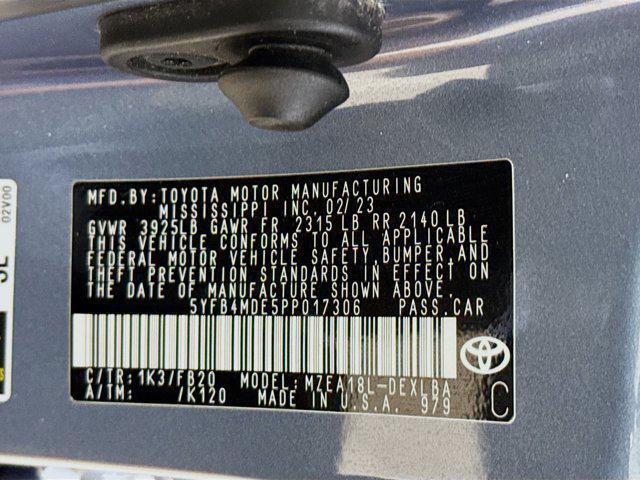 MFD.BY: TOYOTA MOTOR MANUFACTURING
MISSISSIPPI INC. 02/23
GVWR 3925LB GAWR FR 2315 LB RR 2140 LB
THIS VEHICLE CONFORMS TO ALL APPLICABLE
FEDERAL MOTOR VEHICLE SAFETY, BUMPER, AND
THEFT PREVENTION STANDARDS IN EFFECT ON
THE DATE OF MANUFACTURE SHOWN ABOVE.
5YFB4MDE5PP017306 PASS.CAR
C/TR: 1K3/FB20 MODEL: MZEA18L-DEXLBA
A/TM: /K120 MADE IN U.S.A. 979
C
02V00